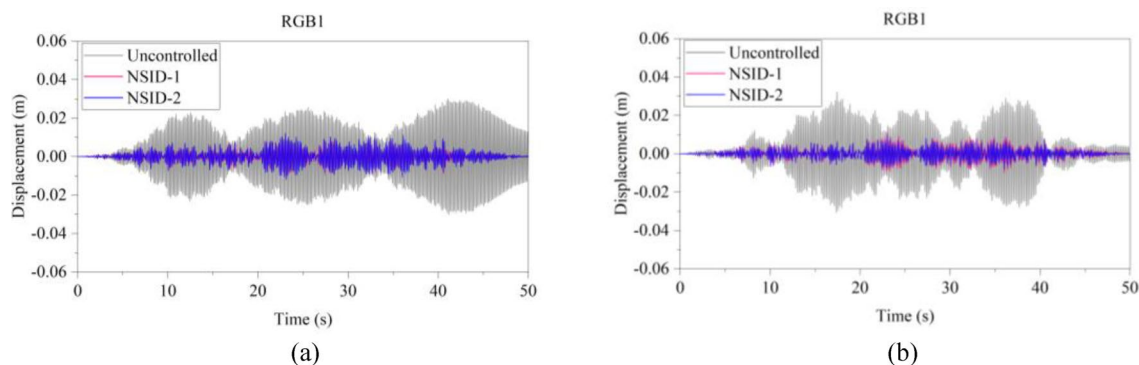 RGB1
0.06
0.04
0.02
0.00
-0.02
-0.04
-0.06
Displacement (m)
Uncontrolled
NSID-1
NSID-2
0 10 20 30 40 50
Time (s)
(a)
RGB1
0.06
0.04
0.02
0.00
-0.02
-0.04
-0.06
Displacement (m)
Uncontrolled
NSID-1
NSID-2
0 10 20 30 40 50
Time (s)
(b)